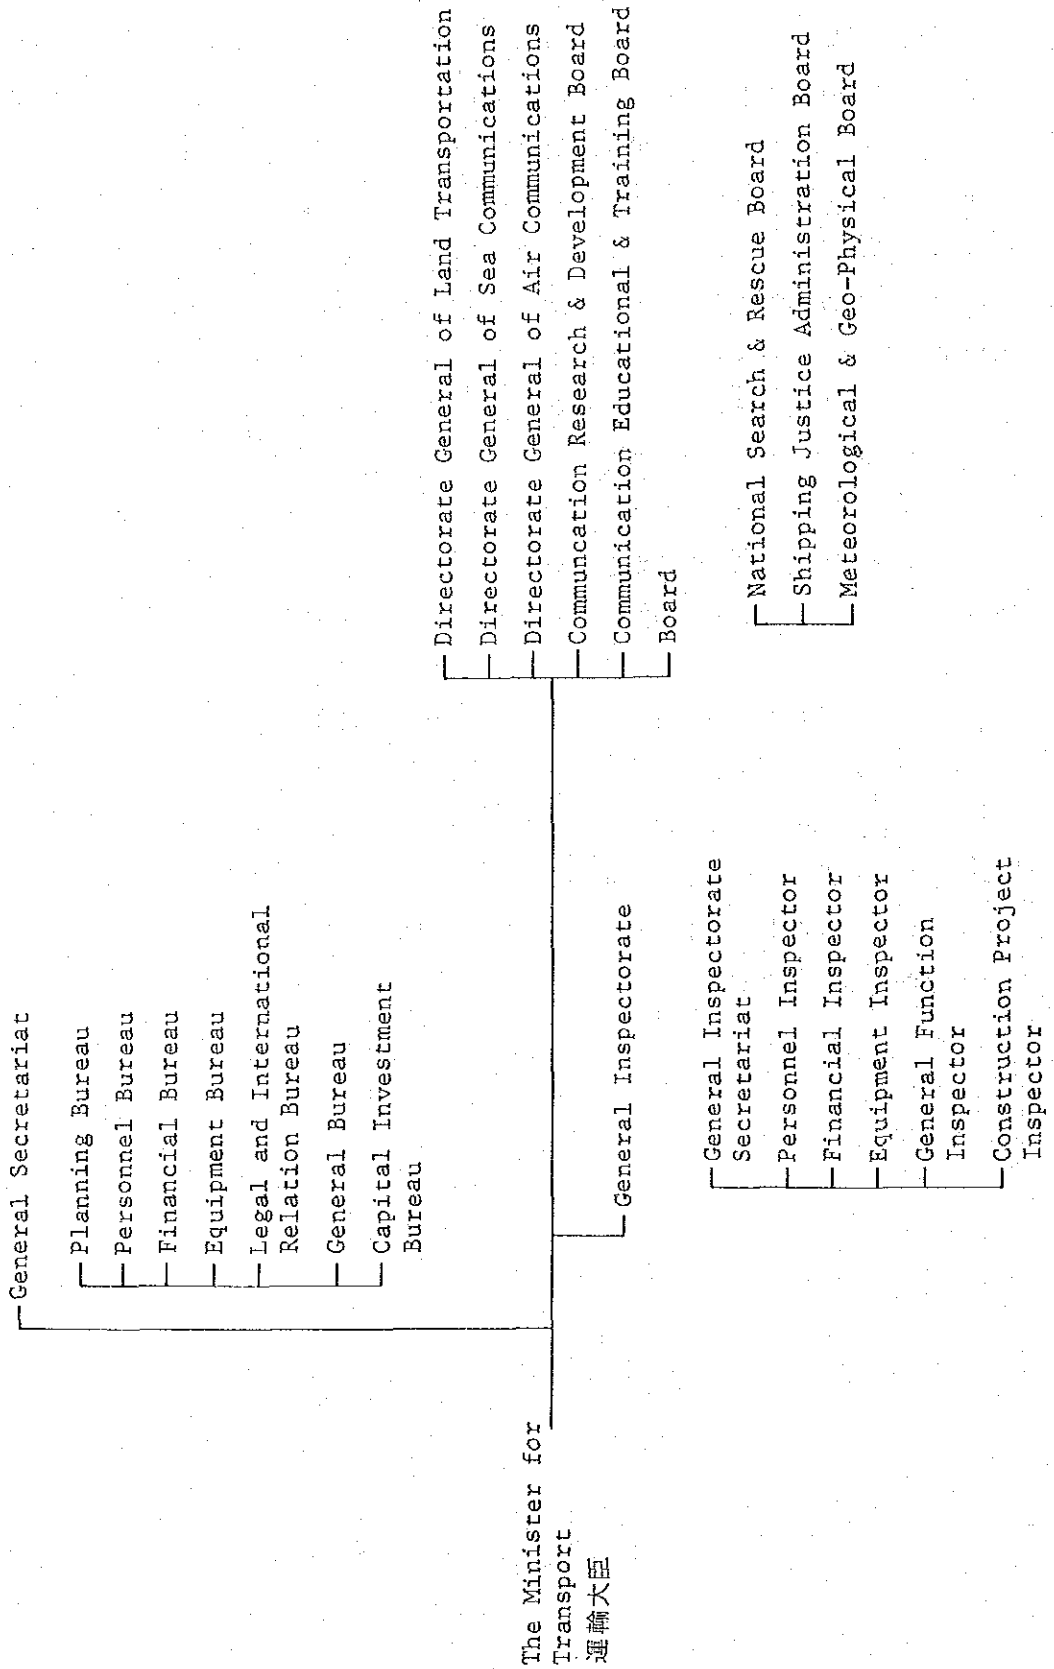 General Secretariat
Planning Bureau
Personnel Bureau
Financial Bureau
Equipment Bureau
Legal and International
Relation Bureau
General Bureau
Capital Investment
Bureau
The Minister for
Transport
運輸大臣
General Inspectorate
General Inspectorate
Secretariat
Personnel Inspector
Financial Inspector
Equipment Inspector
General Function
Inspector
Construction Project
Inspector
Directorate General of Land Transportation
Directorate General of Sea Communications
Directorate General of Air Communications
Communcation Research & Development Board
Communication Educational & Training Board
Board
National Search & Rescue Board
Shipping Justice Administration Board
Meteorological & Geo-Physical Board